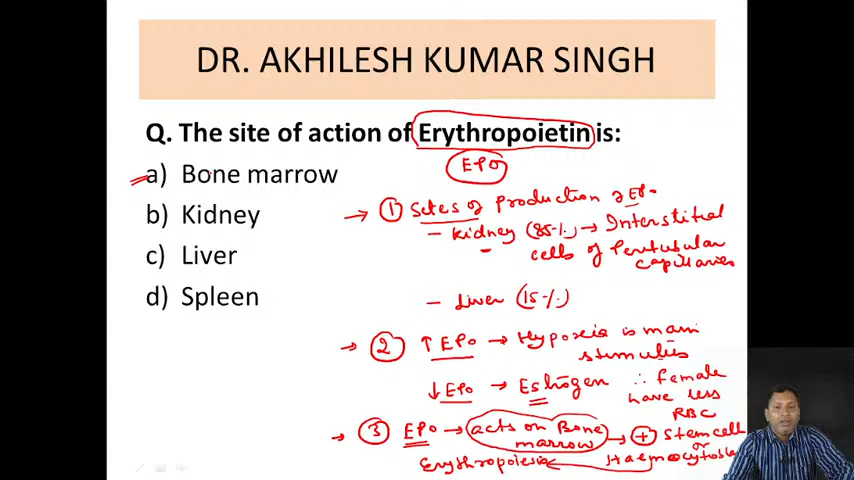 DR. AKHILESH KUMAR SINGH
Q. The site of action of Erythropoietin is:
EPO
a) Bone marrow
b) Kidney
c) Liver
d) Spleen
→ ① Sites of Production of EPO
- Kidney (85%) → Interstitial
cells of Peritubular
Capillaries
- Liver (15%)
→ ② ↑ EPO → Hypoxia is main
stimulus
↓ EPO → Estrogen ∴ Female
have less
RBC
→ ③ EPO → acts on Bone
marrow → + Stem cell
or
Erythropoiesis ←